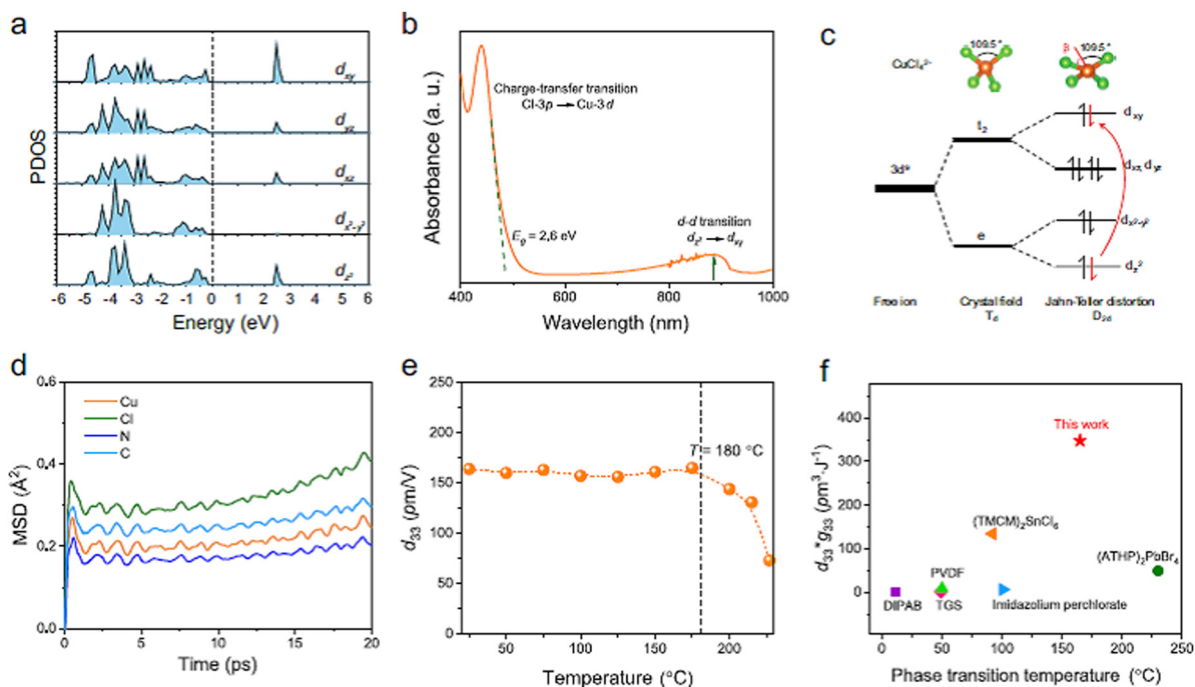 a
PDOS
d_xy
d_yz
d_xz
d_x²-y²
d_z²
-6 -5 -4 -3 -2 -1 0 1 2 3 4 5 6
Energy (eV)
b
Absorbance (a. u.)
Charge-transfer transition
Cl-3p → Cu-3d
E_g = 2,6 eV
d-d transition
d_z² → d_xy
400 600 800 1000
Wavelength (nm)
c
CuCl₄²⁻
109.5°
β
109.5°
3d*
t₂
e
d_xy
d_xz, d_yz
d_x²-y²
d_z²
Free ion
Crystal field
T_d
Jahn-Teller distortion
D_2d
d
MSD (Å²)
0.6
0.4
0.2
0.0
Cu
Cl
N
C
0 5 10 15 20
Time (ps)
e
d₃₃ (pm/V)
250
200
150
100
50
0
T = 180 °C
50 100 150 200
Temperature (°C)
f
d₃₃*g₃₃ (pm³·J⁻¹)
400
350
300
250
200
150
100
50
0
This work
(TMCM)₂SnCl₆
(ATHP)₂PbBr₄
PVDF
DIPAB
TGS
Imidazolium perchlorate
0 50 100 150 200 250
Phase transition temperature (°C)